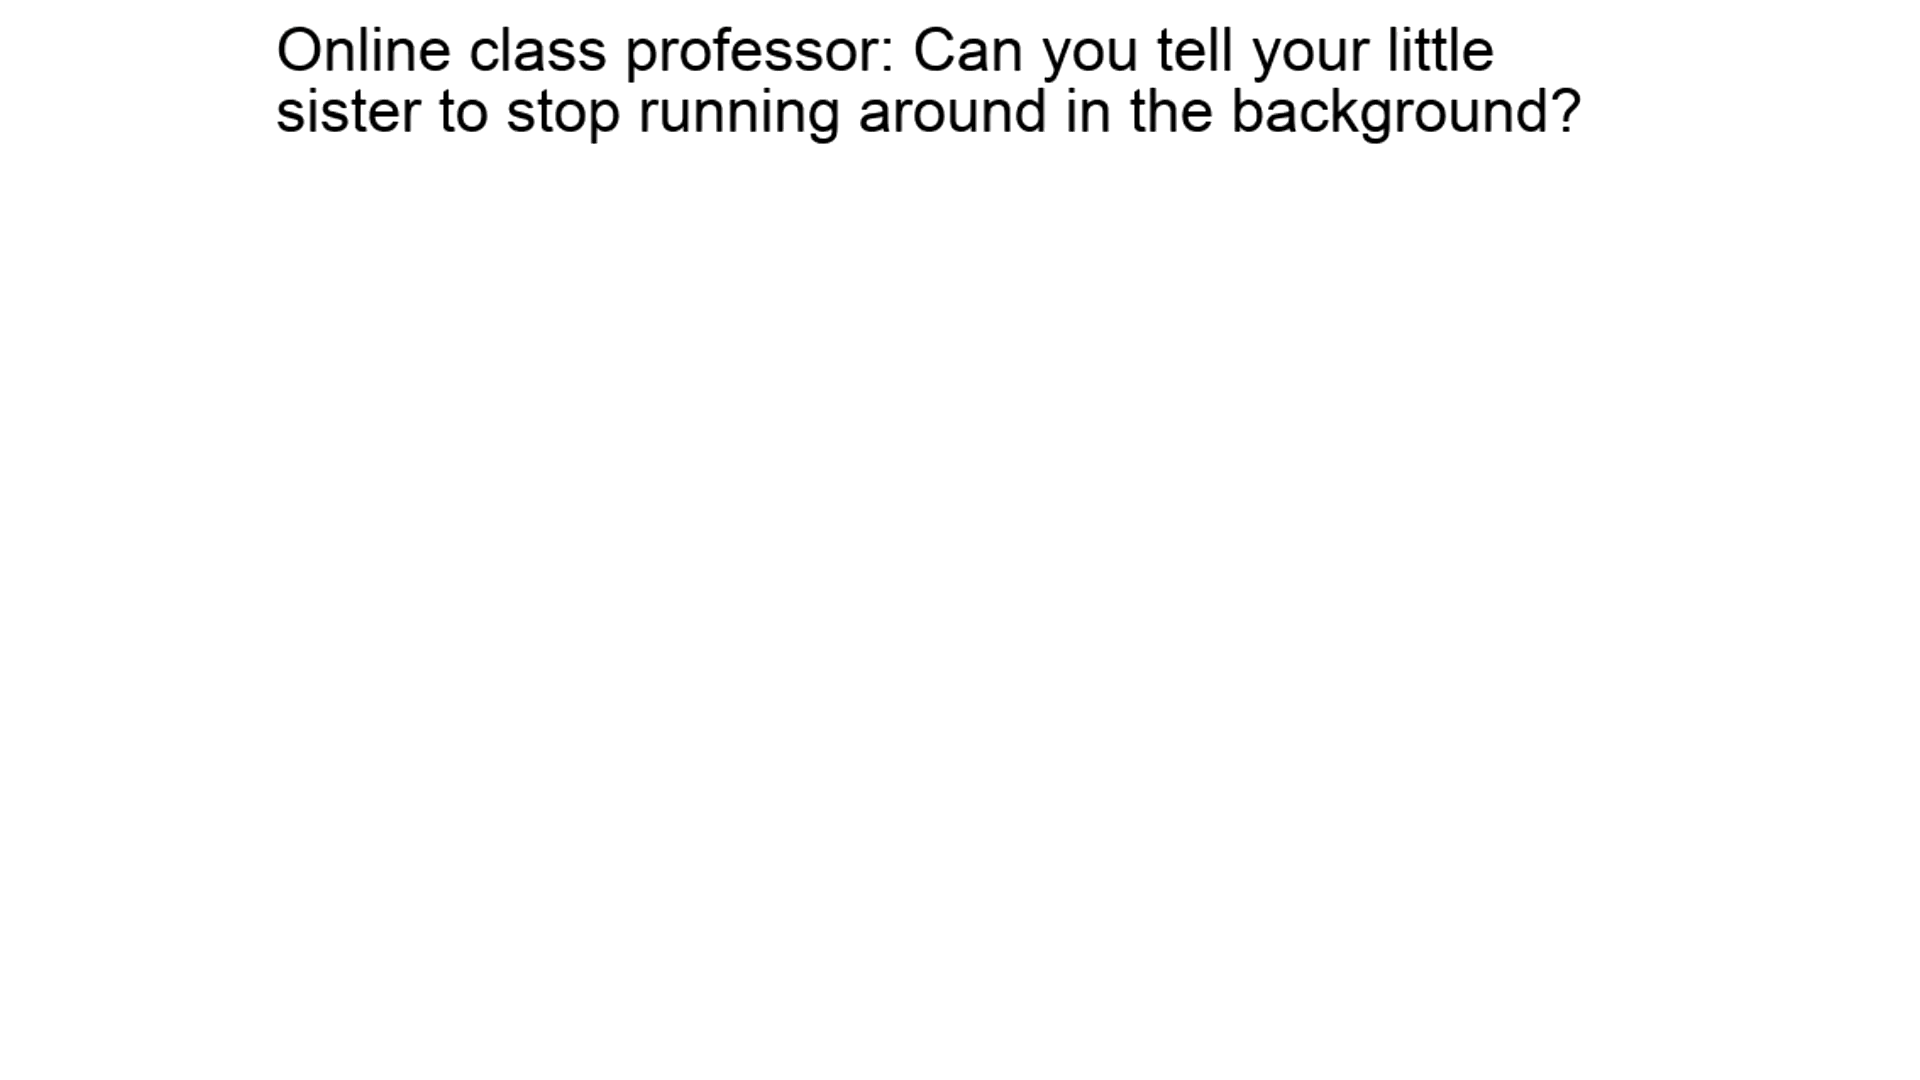 Online class professor: Can you tell your little
sister to stop running around in the background?